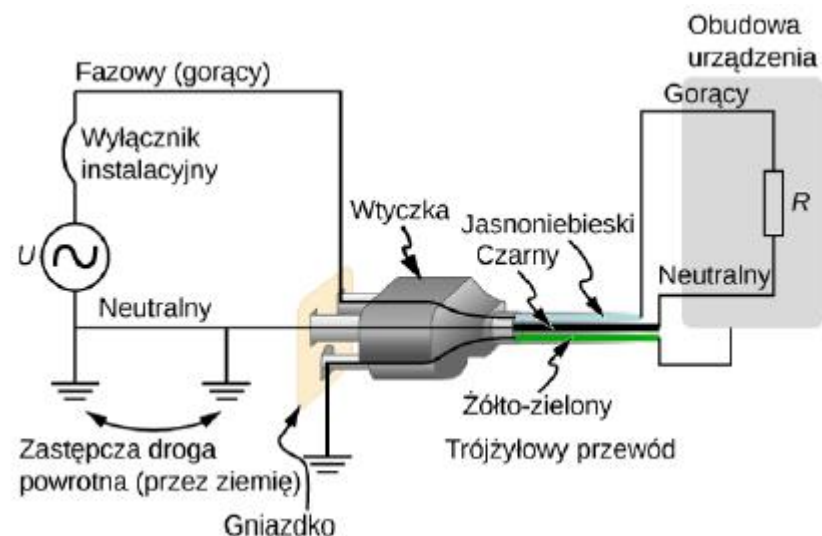 Obudowa
urządzenia
Fazowy (gorący)
Gorący
Wyłącznik
instalacyjny
Wtyczka
Jasnoniebieski
Czarny
R
U
Neutralny
Neutralny
Żółto-zielony
Zastępcza droga
powrotna (przez ziemię)
Trójżyłowy przewód
Gniazdko